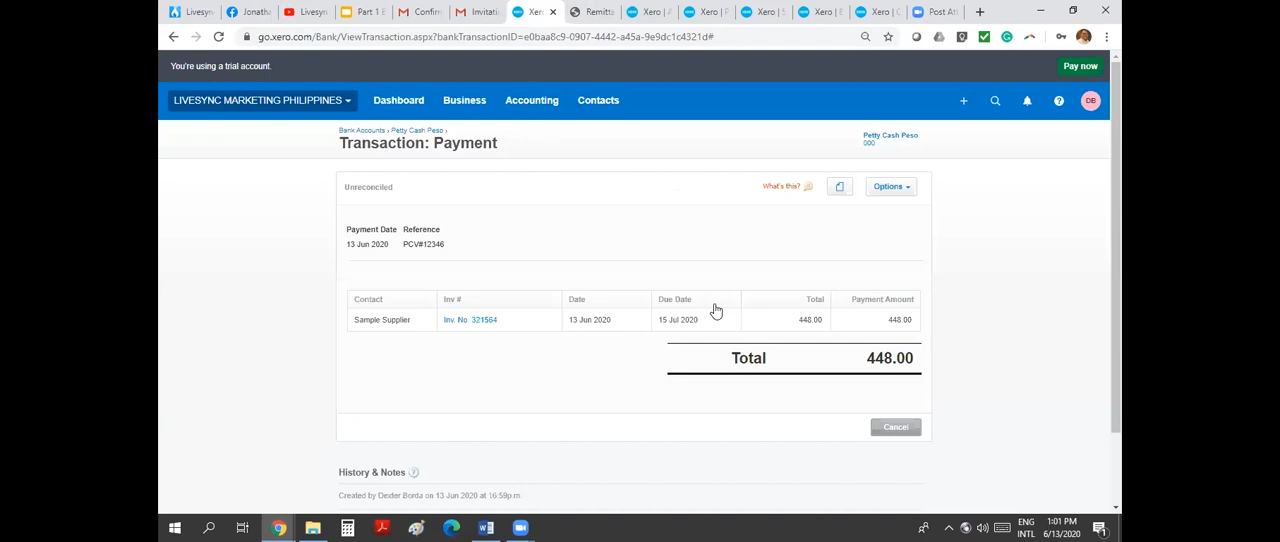 Livesync
Jonatha
Livesyn
Part 1 B
Confirm
Invitatio
Xero
Remitta
Xero | A
Xero | P
Xero | S
Xero | E
Xero | C
Post Att
go.xero.com/Bank/ViewTransaction.aspx?bankTransactionID=e0baa8c9-0907-4442-a45a-9e9dc1c4321d#
You're using a trial account.
Pay now
LIVESYNC MARKETING PHILIPPINES
Dashboard
Business
Accounting
Contacts
DB
Bank Accounts › Petty Cash Peso ›
Transaction: Payment
Petty Cash Peso
000
Unreconciled
What's this?
Options
Payment Date Reference
13 Jun 2020 PCV#12346
Contact Inv # Date Due Date Total Payment Amount
Sample Supplier Inv. No. 321564 13 Jun 2020 15 Jul 2020 448.00 448.00
Total 448.00
Cancel
History & Notes
Created by Dexter Borda on 13 Jun 2020 at 16:59p.m.
ENG
INTL
1:01 PM
6/13/2020